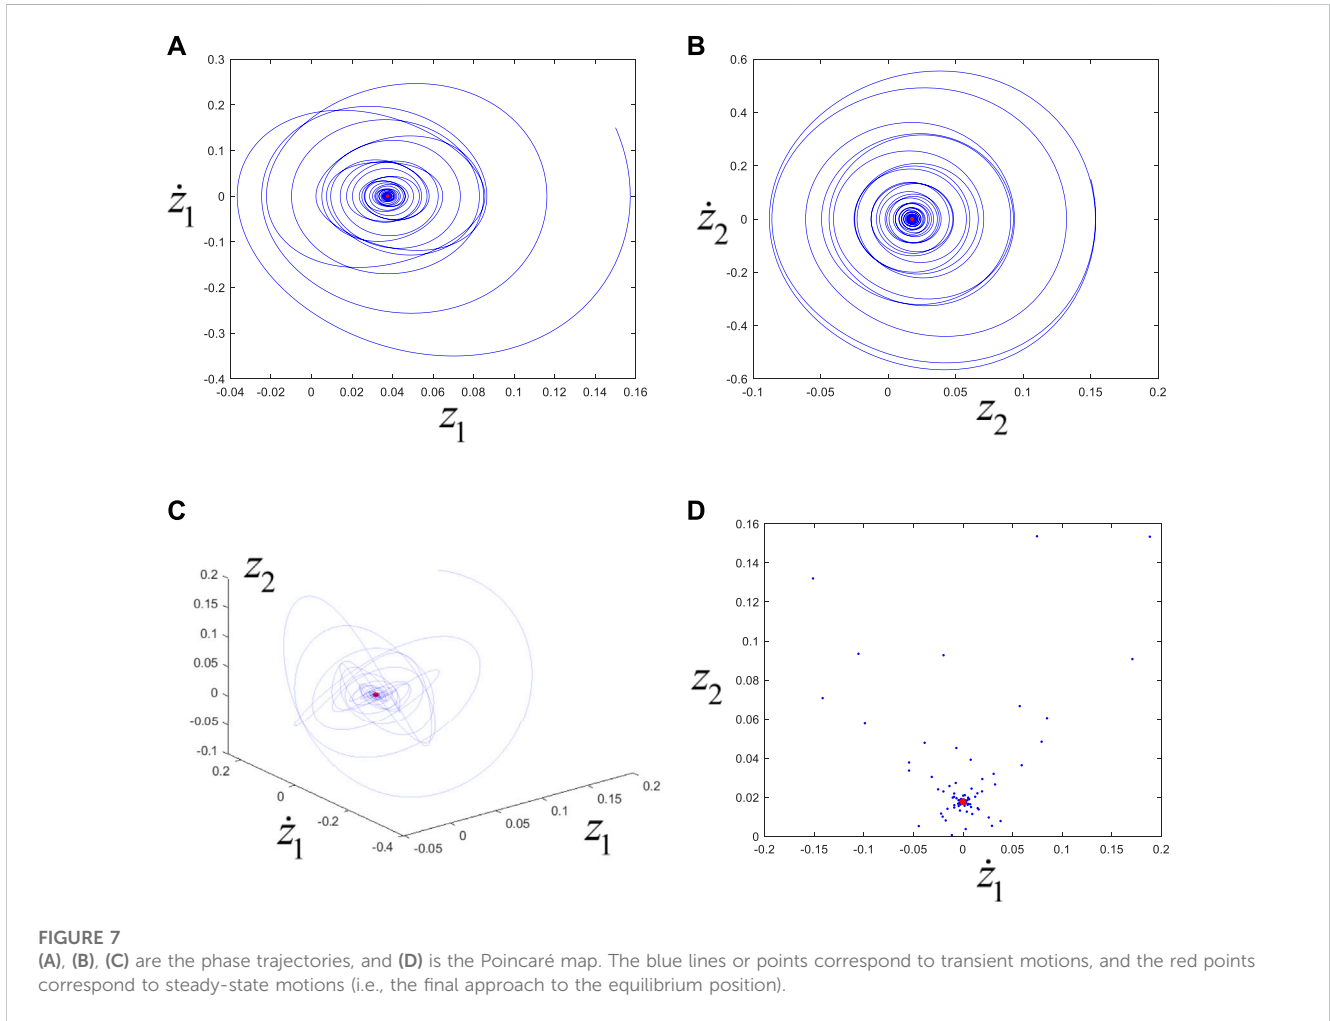 A
0.3
0.2
0.1
0
-0.1
-0.2
-0.3
-0.4
-0.04 -0.02 0 0.02 0.04 0.06 0.08 0.1 0.12 0.14 0.16
ż₁
z₁
B
0.6
0.4
0.2
0
-0.2
-0.4
-0.6
-0.1 -0.05 0 0.05 0.1 0.15 0.2
ż₂
z₂
C
z₂
0.2
0.15
0.1
0.05
0
-0.05
-0.1
0.2
0
-0.2
-0.4
ż₁
-0.05 0 0.05 0.1 0.15 0.2
z₁
D
0.16
0.14
0.12
0.1
0.08
0.06
0.04
0.02
0
-0.2 -0.15 -0.1 -0.05 0 0.05 0.1 0.15 0.2
z₂
ż₁
FIGURE 7
(A), (B), (C) are the phase trajectories, and (D) is the Poincaré map. The blue lines or points correspond to transient motions, and the red points
correspond to steady-state motions (i.e., the final approach to the equilibrium position).